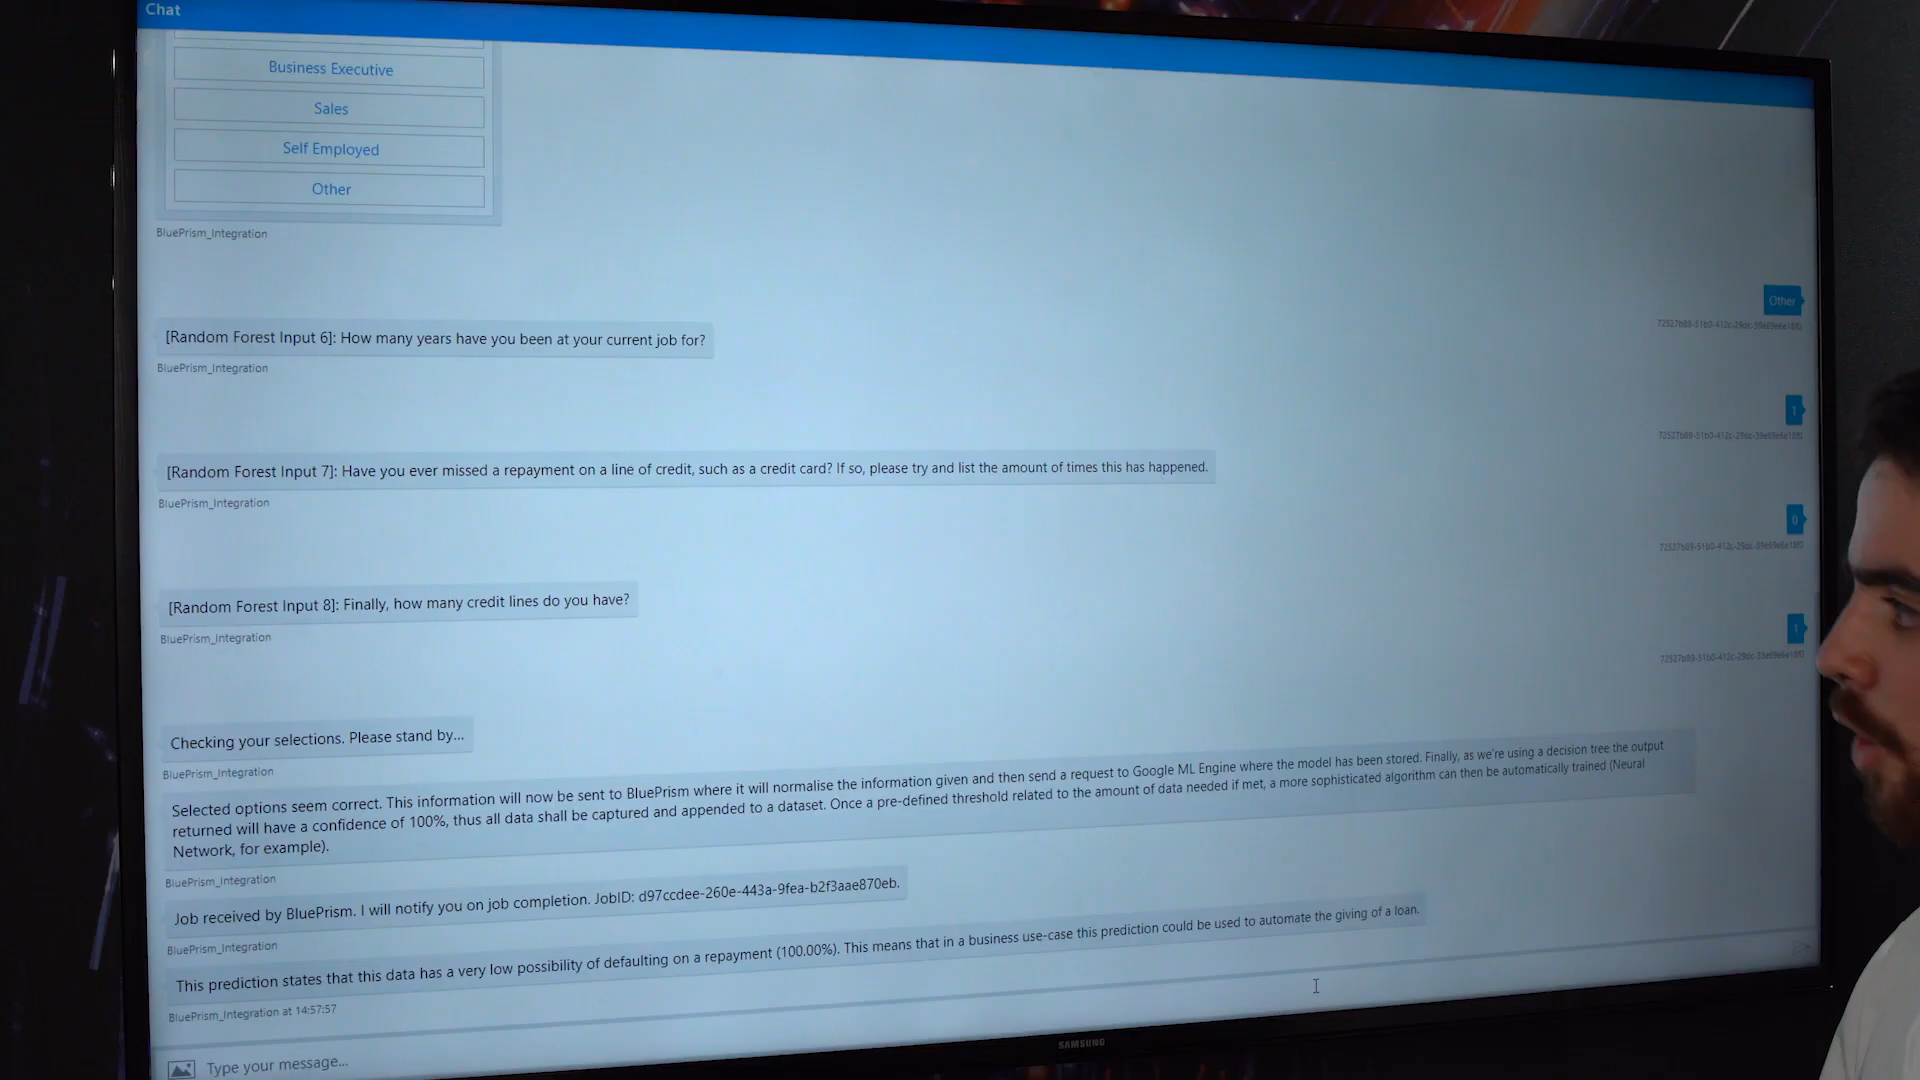 Chat
Business Executive
Sales
Self Employed
Other
BluePrism_Integration
Other
[Random Forest Input 6]: How many years have you been at your current job for?
BluePrism_Integration
1
[Random Forest Input 7]: Have you ever missed a repayment on a line of credit, such as a credit card? If so, please try and list the amount of times this has happened.
BluePrism_Integration
0
[Random Forest Input 8]: Finally, how many credit lines do you have?
BluePrism_Integration
1
Checking your selections. Please stand by...
BluePrism_Integration
Selected options seem correct. This information will now be sent to BluePrism where it will normalise the information given and then send a request to Google ML Engine where the model has been stored. Finally, as we're using a decision tree the output
returned will have a confidence of 100%, thus all data shall be captured and appended to a dataset. Once a pre-defined threshold related to the amount of data needed if met, a more sophisticated algorithm can then be automatically trained (Neural
Network, for example).
BluePrism_Integration
Job received by BluePrism. I will notify you on job completion. JobID: d97ccdee-260e-443a-9fea-b2f3aae870eb.
BluePrism_Integration
This prediction states that this data has a very low possibility of defaulting on a repayment (100.00%). This means that in a business use-case this prediction could be used to automate the giving of a loan.
BluePrism_Integration at 14:57:57
Type your message...
SAMSUNG